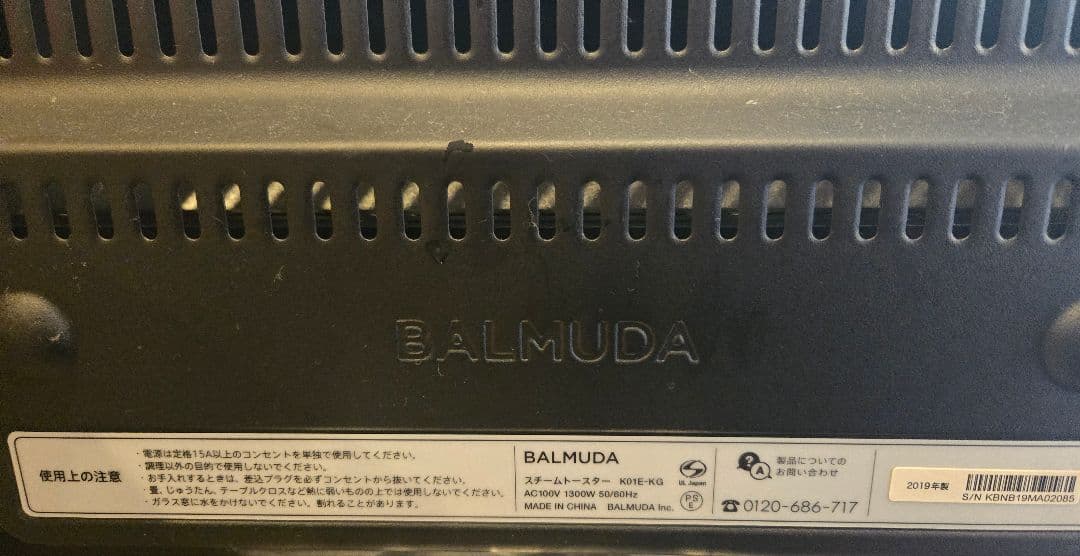 BALMUDA
使用上の注意
・電源は定格15A以上のコンセントを単独で使用してください。
・調理以外の目的で使用しないでください。
・お手入れするときは、差込プラグを必ずコンセントから抜いてください。
・畳、じゅうたん、テーブルクロスなど熱に弱いものの上では使用しないでください。
・ガラス窓に水をかけないでください。割れることがあります。
BALMUDA
スチームトースター K01E-KG
AC100V 1300W 50/60Hz
MADE IN CHINA BALMUDA Inc.
S
UL Japan
PS
E
?
A
製品についての
お問い合わせ
☎0120-686-717
2019年製
S/N KBNB19MA02085